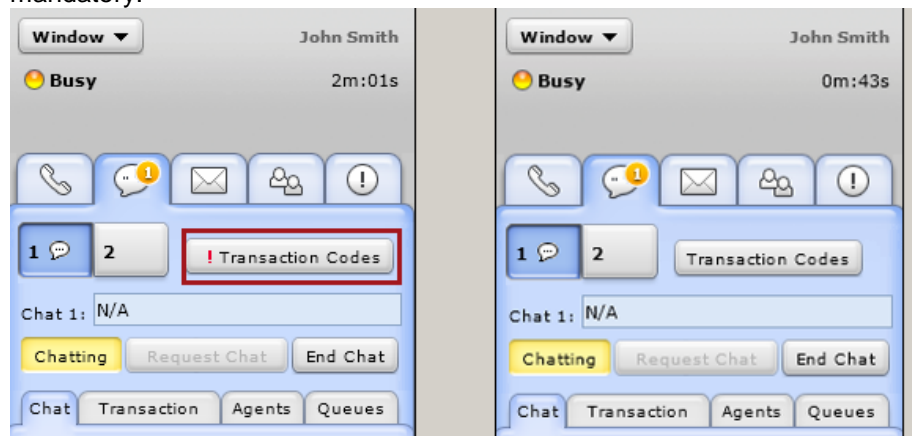 mandatory.
Window ▼ John Smith
Busy 2m:01s
1
1 2 ! Transaction Codes
Chat 1: N/A
Chatting Request Chat End Chat
Chat Transaction Agents Queues
Window ▼ John Smith
Busy 0m:43s
1
1 2 Transaction Codes
Chat 1: N/A
Chatting Request Chat End Chat
Chat Transaction Agents Queues